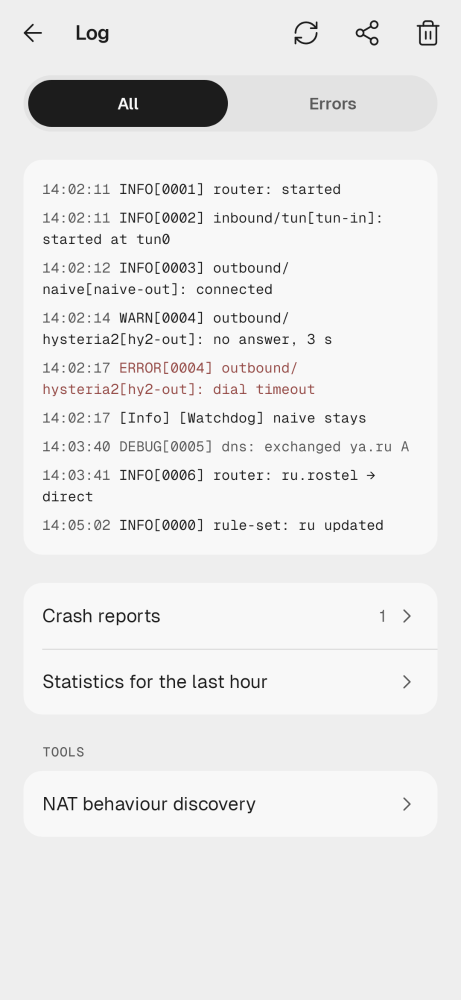 Log
All
Errors
14:02:11 INFO[0001] router: started
14:02:11 INFO[0002] inbound/tun[tun-in]:
started at tun0
14:02:12 INFO[0003] outbound/
naive[naive-out]: connected
14:02:14 WARN[0004] outbound/
hysteria2[hy2-out]: no answer, 3 s
14:02:17 ERROR[0004] outbound/
hysteria2[hy2-out]: dial timeout
14:02:17 [Info] [Watchdog] naive stays
14:03:40 DEBUG[0005] dns: exchanged ya.ru A
14:03:41 INFO[0006] router: ru.rostel →
direct
14:05:02 INFO[0000] rule-set: ru updated
Crash reports 1
Statistics for the last hour
TOOLS
NAT behaviour discovery